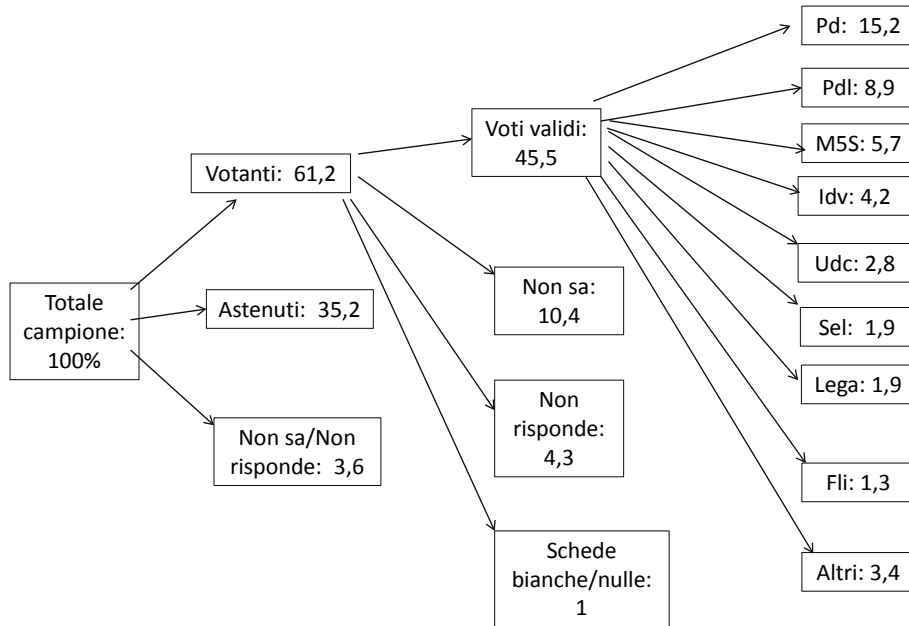 Totale
campione:
100%
Votanti:  61,2
Astenuti: 35,2
Non sa/Non
risponde:  3,6
Voti validi:
45,5
Non sa:
10,4
Non
risponde:
4,3
Schede
bianche/nulle:
1
Pd:  15,2
Pdl: 8,9
M5S: 5,7
Idv: 4,2
Udc: 2,8
Sel: 1,9
Lega: 1,9
Fli: 1,3
Altri: 3,4